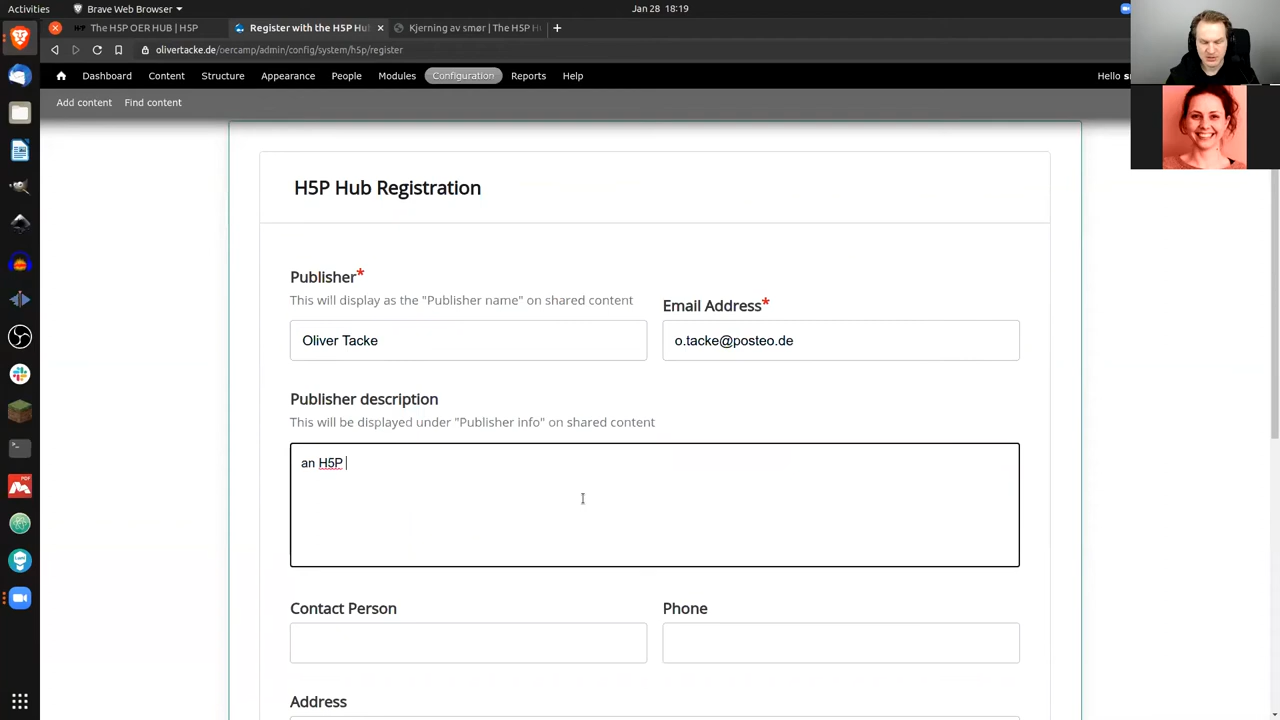 Activities
Brave Web Browser
Jan 28 18:19
The H5P OER HUB | H5P
Register with the H5P Hu
Kjerning av smør | The H5P H
olivertacke.de/oercamp/admin/config/system/h5p/register
Dashboard Content Structure Appearance People Modules Configuration Reports Help
Hello
Add content Find content
H5P Hub Registration
Publisher*
This will display as the "Publisher name" on shared content
Email Address*
Oliver Tacke
o.tacke@posteo.de
Publisher description
This will be displayed under "Publisher info" on shared content
an H5P
Contact Person
Phone
Address